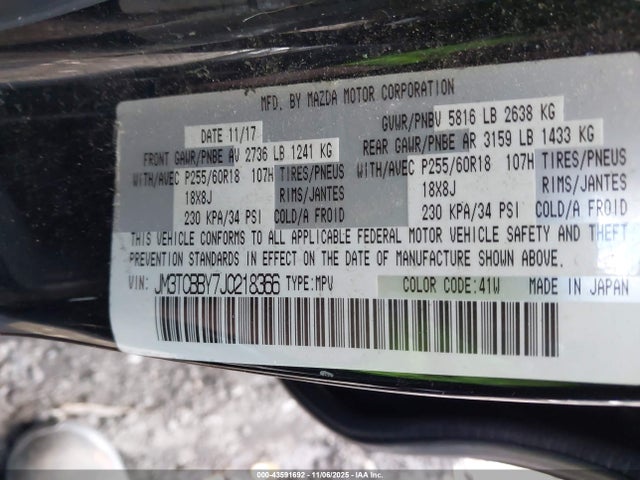 MFD. BY MAZDA MOTOR CORPORATION
DATE 11/17 GVWR/PNBV 5816 LB 2638 KG
FRONT GAWR/PNBE AV 2736 LB 1241 KG REAR GAWR/PNBE AR 3159 LB 1433 KG
WITH/AVEC P255/60R18 107H TIRES/PNEUS WITH/AVEC P255/60R18 107H TIRES/PNEUS
18X8J RIMS/JANTES 18X8J RIMS/JANTES
230 KPA/34 PSI COLD/A FROID 230 KPA/34 PSI COLD/A FROID
THIS VEHICLE CONFORMS TO ALL APPLICABLE FEDERAL MOTOR VEHICLE SAFETY AND THEFT
PREVENTION STANDARDS IN EFFECT ON THE DATE OF MANUFACTURE SHOWN ABOVE.
VIN: JM3TCBBY7J0218366 TYPE:MPV COLOR CODE:41W MADE IN JAPAN
000-43591692 - 11/06/2025 - IAAI.COM